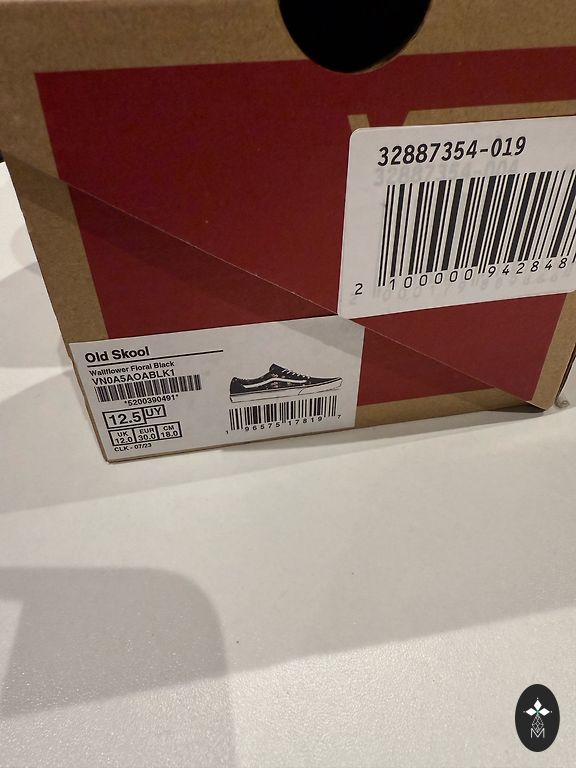 32887354-019
2 100000 942848
Old Skool
Wallflower Floral Black
VN0A5AOABLK1
*5200390491*
12.5 UY
UK EUR CM
12.0 30.0 18.0
CLK - 07/23
1 96575 17819 7
M